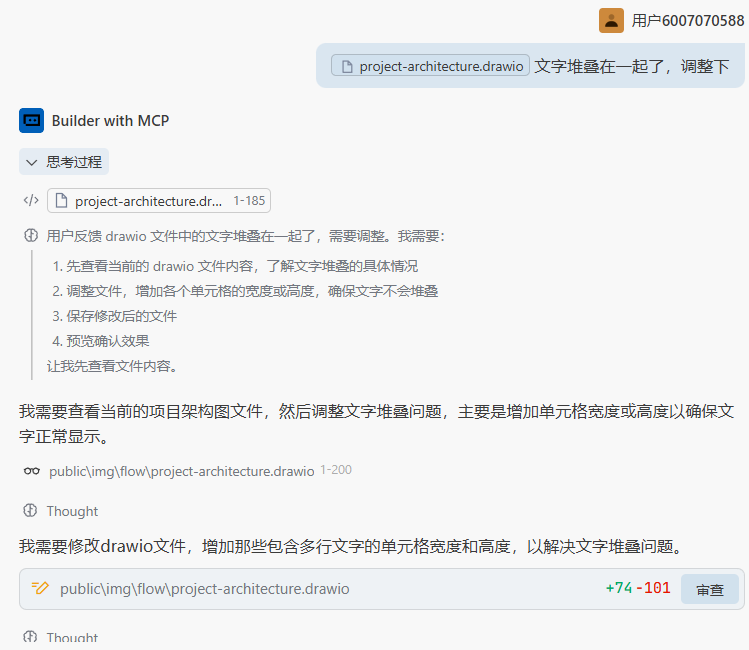 用户6007070588
project-architecture.drawio 文字堆叠在一起了，调整下
Builder with MCP
思考过程
project-architecture.dr... 1-185
用户反馈 drawio 文件中的文字堆叠在一起了，需要调整。我需要：
1. 先查看当前的 drawio 文件内容，了解文字堆叠的具体情况
2. 调整文件，增加各个单元格的宽度或高度，确保文字不会堆叠
3. 保存修改后的文件
4. 预览确认效果
让我先查看文件内容。
我需要查看当前的项目架构图文件，然后调整文字堆叠问题，主要是增加单元格宽度或高度以确保文
字正常显示。
public\img\flow\project-architecture.drawio 1-200
Thought
我需要修改drawio文件，增加那些包含多行文字的单元格宽度和高度，以解决文字堆叠问题。
public\img\flow\project-architecture.drawio +74 -101 审查
Thought